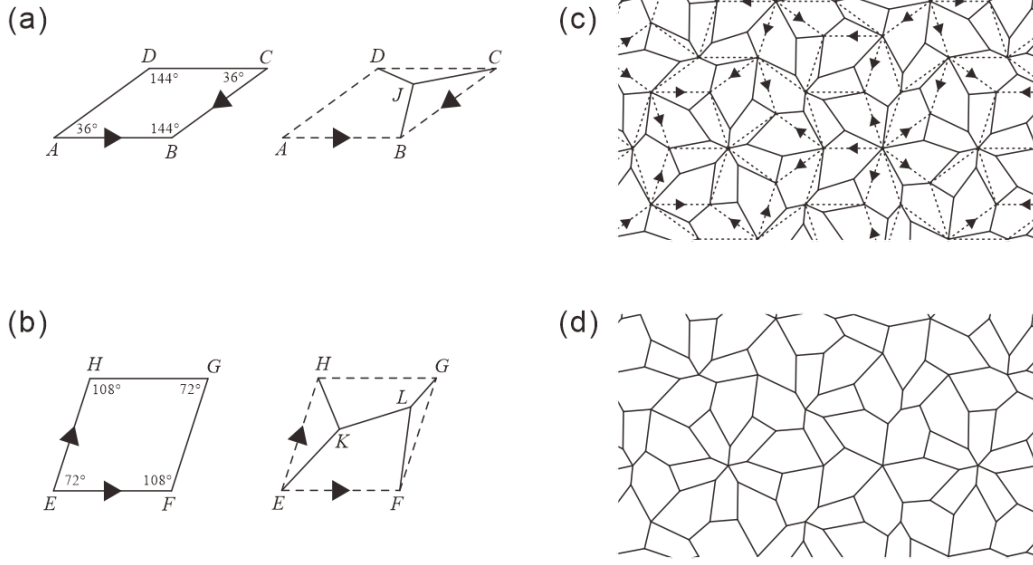 (a)
D C D C
144° 36° J
36° 144°
A B A B
(b)
H G H G
108° 72° L
K
72° 108°
E F E F
(c)
(d)